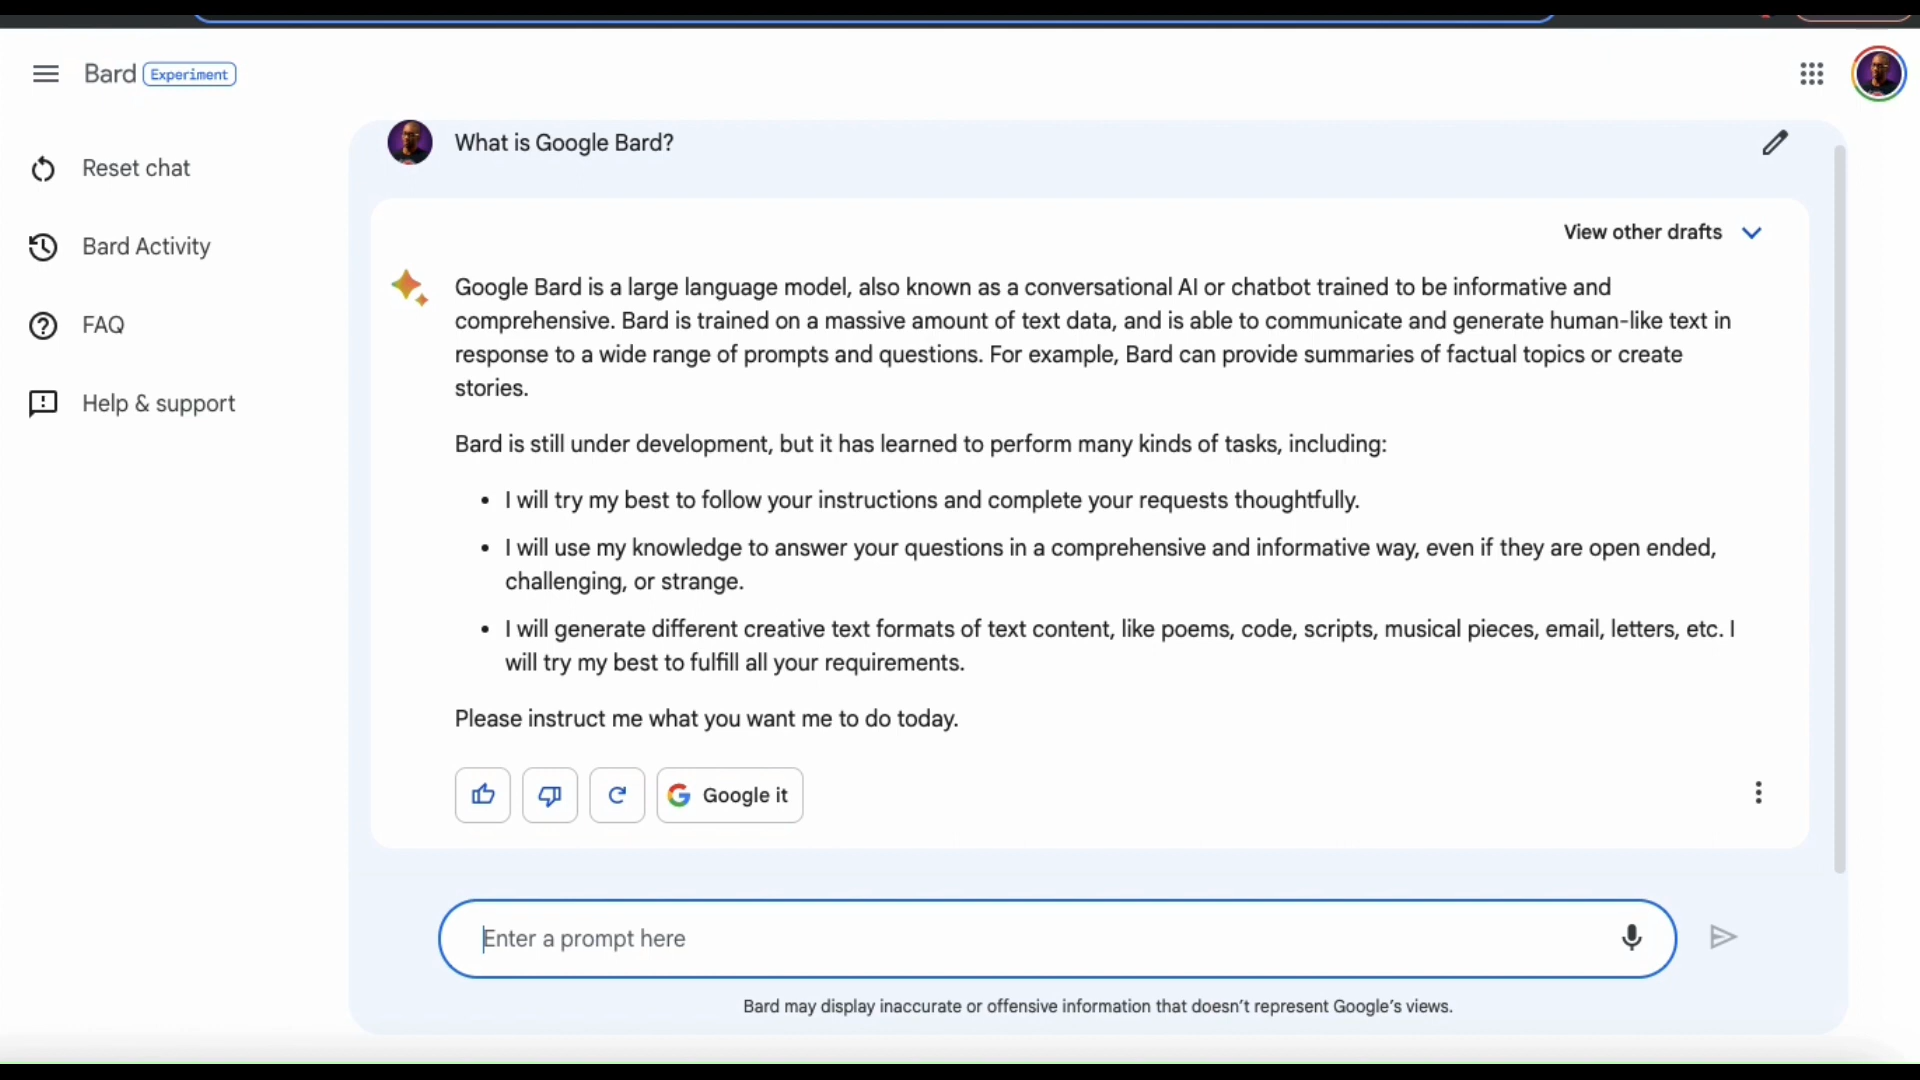 Bard Experiment
Reset chat
Bard Activity
FAQ
Help & support
What is Google Bard?
View other drafts
Google Bard is a large language model, also known as a conversational AI or chatbot trained to be informative and
comprehensive. Bard is trained on a massive amount of text data, and is able to communicate and generate human-like text in
response to a wide range of prompts and questions. For example, Bard can provide summaries of factual topics or create
stories.
Bard is still under development, but it has learned to perform many kinds of tasks, including:
• I will try my best to follow your instructions and complete your requests thoughtfully.
• I will use my knowledge to answer your questions in a comprehensive and informative way, even if they are open ended,
challenging, or strange.
• I will generate different creative text formats of text content, like poems, code, scripts, musical pieces, email, letters, etc. I
will try my best to fulfill all your requirements.
Please instruct me what you want me to do today.
Google it
Enter a prompt here
Bard may display inaccurate or offensive information that doesn't represent Google's views.